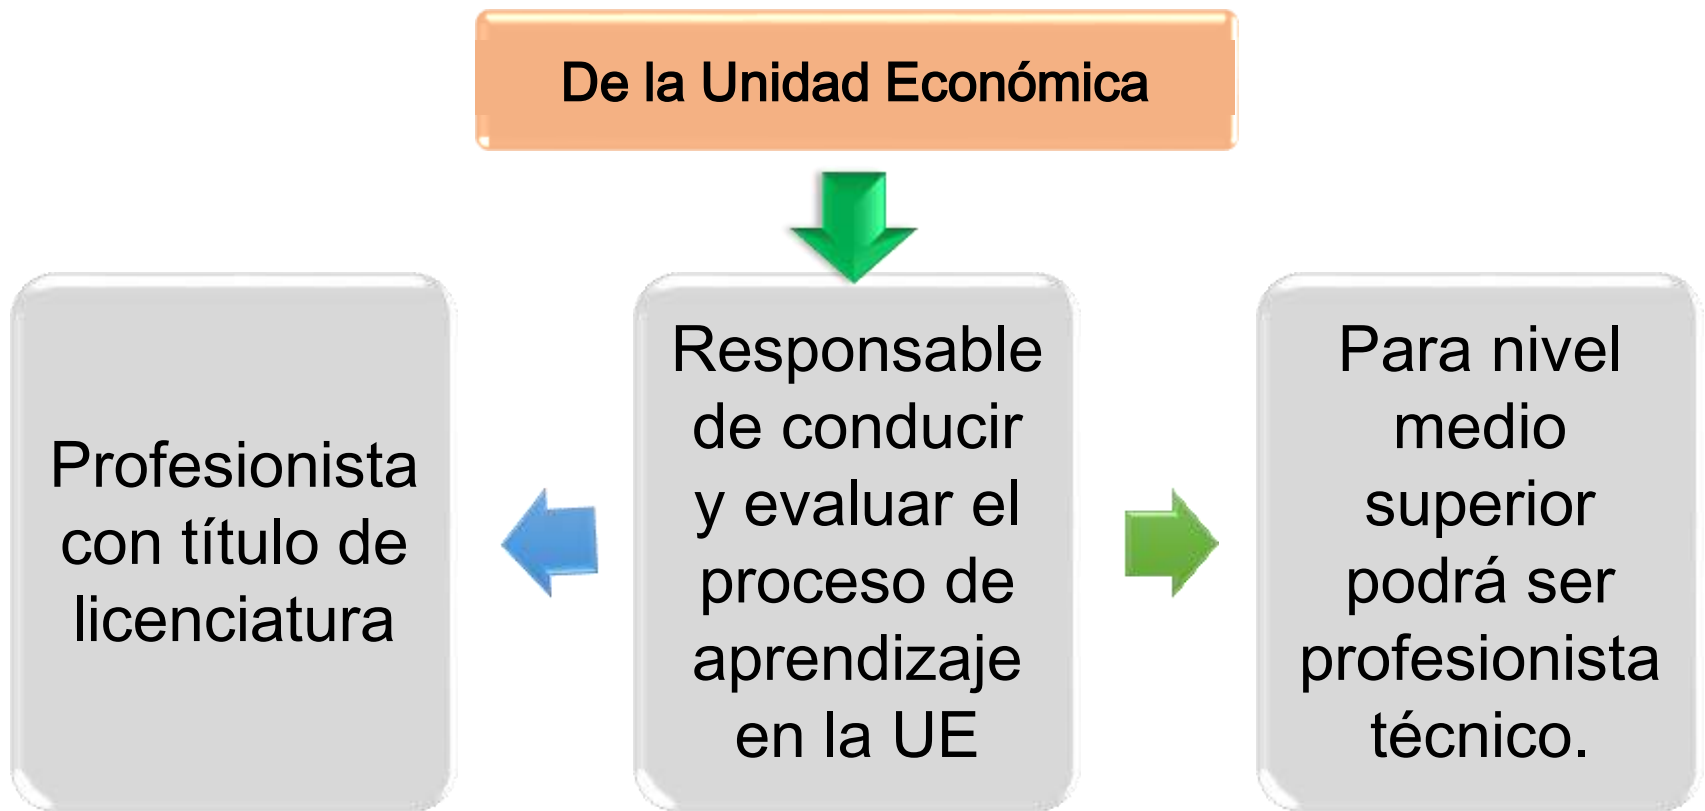 De la Unidad Económica
Profesionista
con título de
licenciatura
Responsable
de conducir
y evaluar el
proceso de
aprendizaje
en la UE
Para nivel
medio
superior
podrá ser
profesionista
técnico.